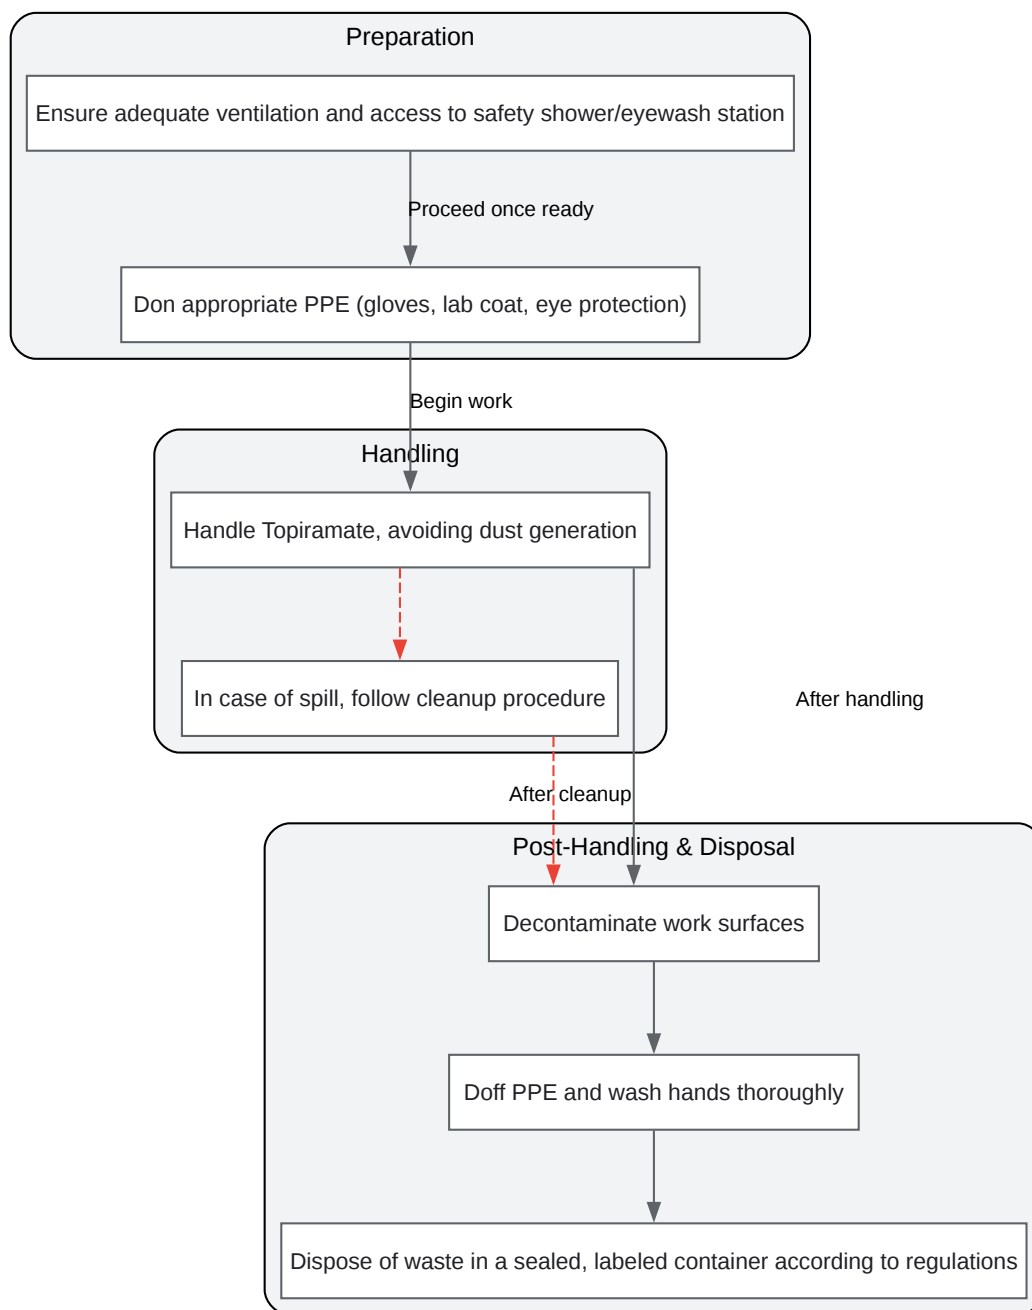 Preparation
Ensure adequate ventilation and access to safety shower/eyewash station
Proceed once ready
Don appropriate PPE (gloves, lab coat, eye protection)
Begin work
Handling
Handle Topiramate, avoiding dust generation
In case of spill, follow cleanup procedure
After handling
After cleanup
Post-Handling & Disposal
Decontaminate work surfaces
Doff PPE and wash hands thoroughly
Dispose of waste in a sealed, labeled container according to regulations